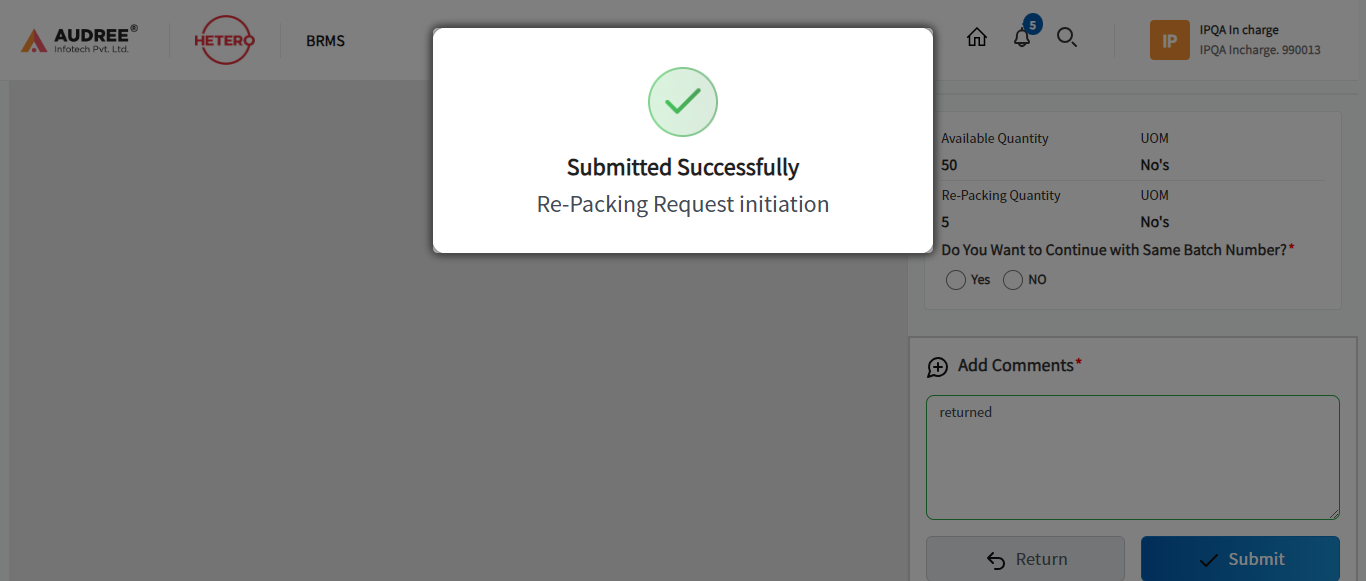 AUDREE®
Infotech Pvt. Ltd.
HETERO
BRMS
5
IP
IPQA In charge
IPQA Incharge. 990013
Submitted Successfully
Re-Packing Request initiation
Available Quantity UOM
50 No's
Re-Packing Quantity UOM
5 No's
Do You Want to Continue with Same Batch Number?*
Yes NO
Add Comments*
returned
Return Submit